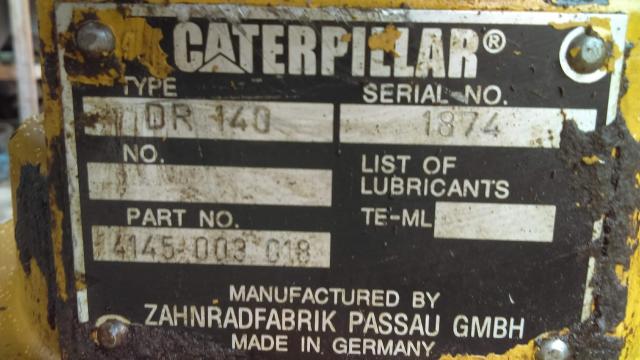 CATERPILLAR®
TYPE SERIAL NO.
DR 140 1874
NO. LIST OF
LUBRICANTS
PART NO. TE-ML
4145 003 018
MANUFACTURED BY
ZAHNRADFABRIK PASSAU GMBH
MADE IN GERMANY